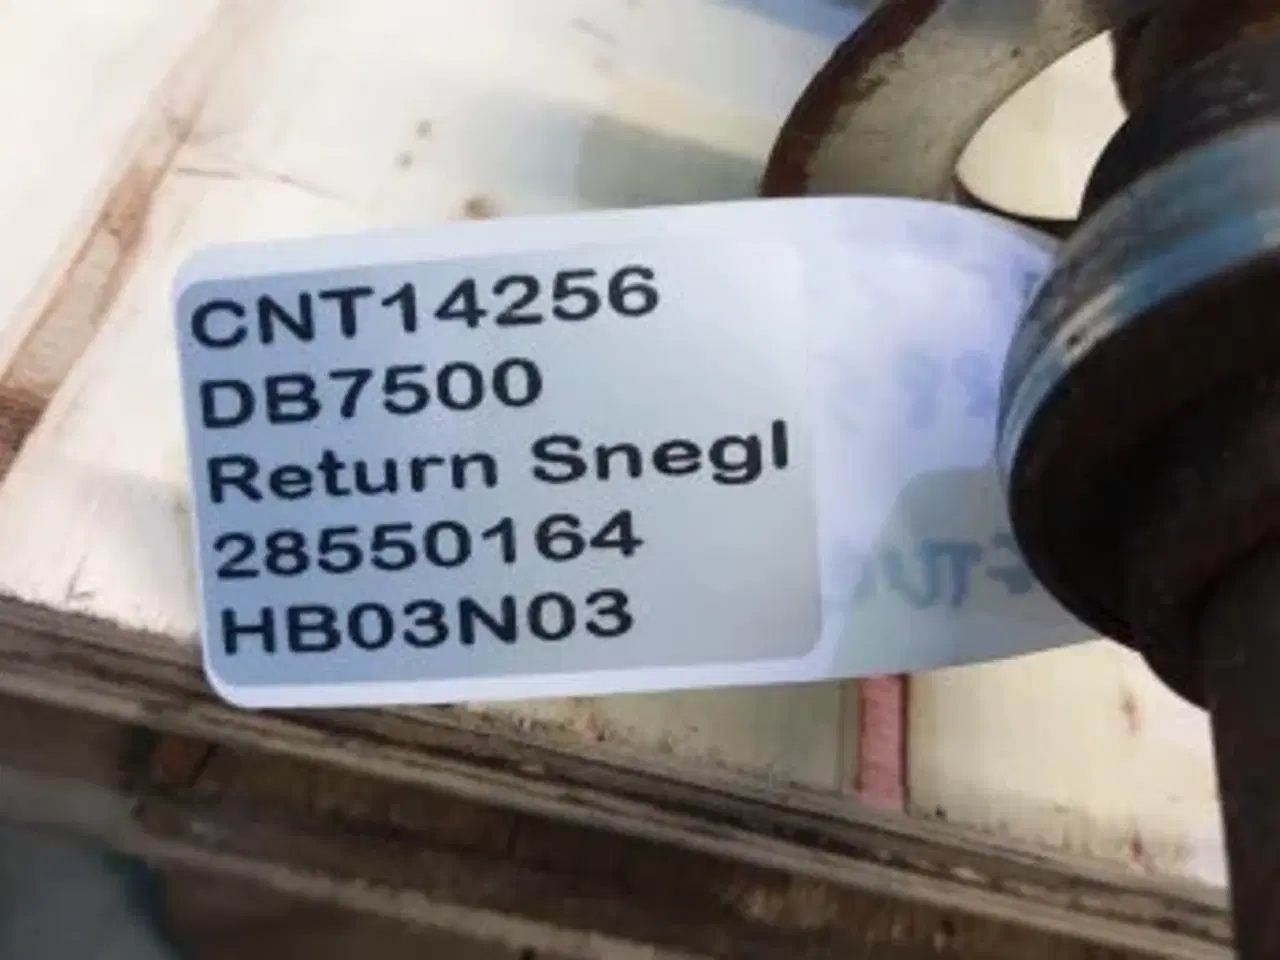 CNT14256
DB7500
Return Snegl
28550164
HB03N03